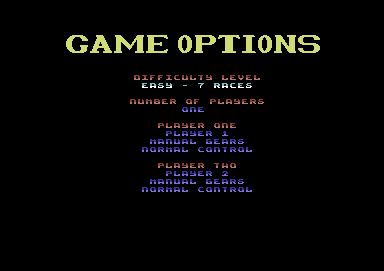 GAME OPTIONS
DIFFICULTY LEVEL
EASY - 7 RACES
NUMBER OF PLAYERS
ONE
PLAYER ONE
PLAYER 1
MANUAL GEARS
NORMAL CONTROL
PLAYER TWO
PLAYER 2
MANUAL GEARS
NORMAL CONTROL